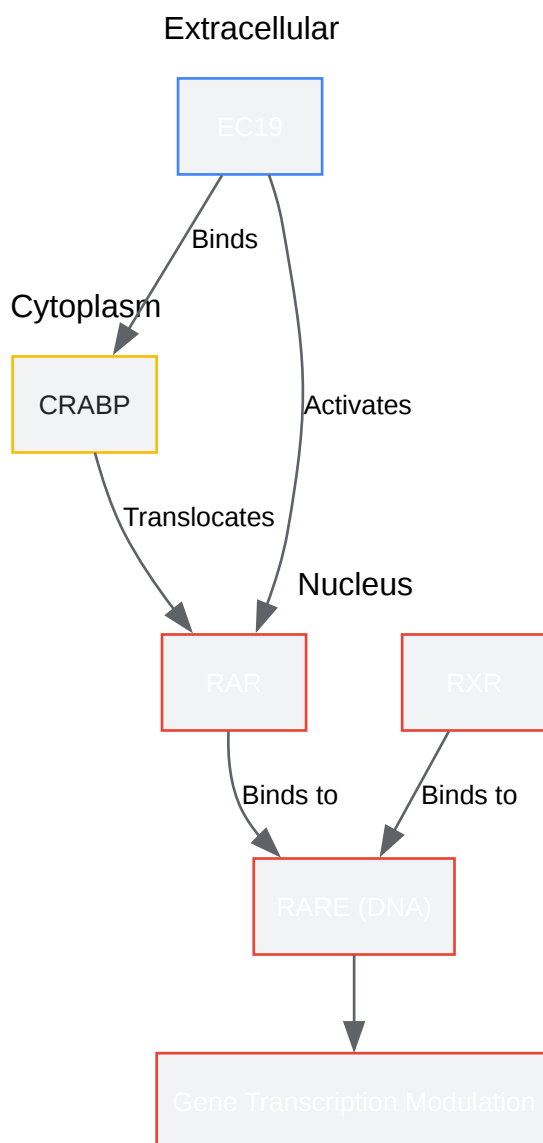 Extracellular
EC19
Binds
Cytoplasm
CRABP
Activates
Translocates
Nucleus
RAR
RXR
Binds to
Binds to
RARE (DNA)
Gene Transcription Modulation